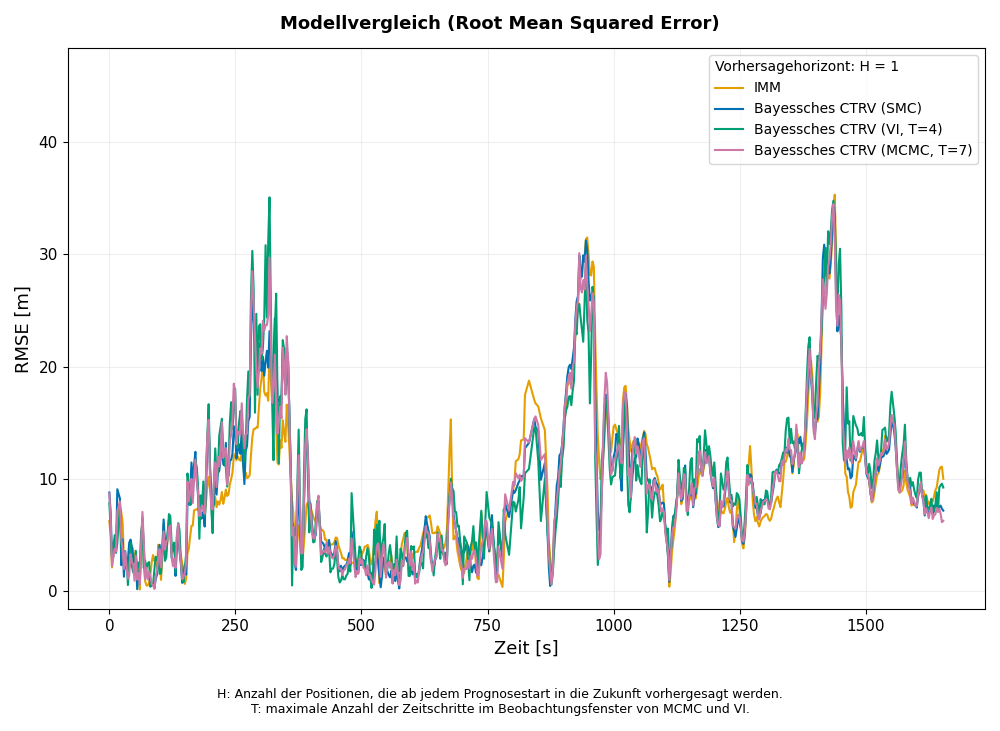 Modellvergleich (Root Mean Squared Error)
Vorhersagehorizont: H = 1
IMM
Bayessches CTRV (SMC)
Bayessches CTRV (VI, T=4)
Bayessches CTRV (MCMC, T=7)
RMSE [m]
40
30
20
10
0
0 250 500 750 1000 1250 1500
Zeit [s]
H: Anzahl der Positionen, die ab jedem Prognosestart in die Zukunft vorhergesagt werden.
T: maximale Anzahl der Zeitschritte im Beobachtungsfenster von MCMC und VI.